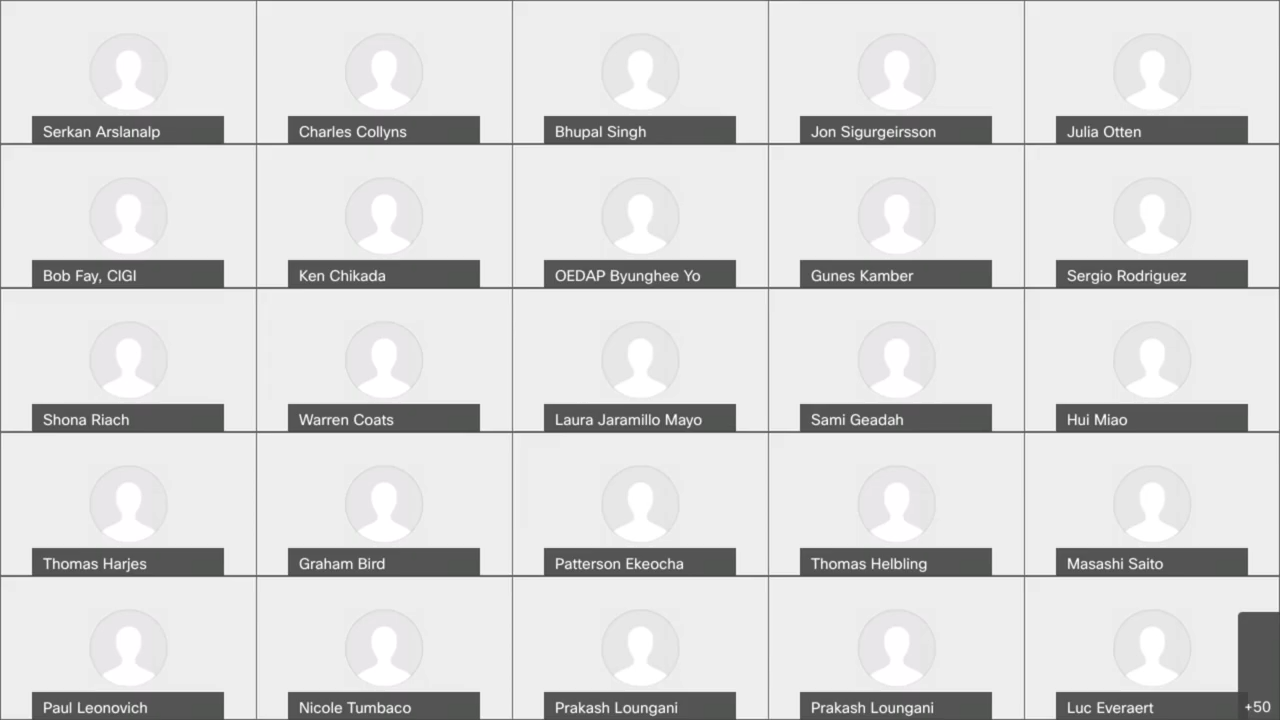 Serkan Arslanalp
Charles Collyns
Bhupal Singh
Jon Sigurgeirsson
Julia Otten
Bob Fay, CIGI
Ken Chikada
OEDAP Byunghee Yo
Gunes Kamber
Sergio Rodriguez
Shona Riach
Warren Coats
Laura Jaramillo Mayo
Sami Geadah
Hui Miao
Thomas Harjes
Graham Bird
Patterson Ekeocha
Thomas Helbling
Masashi Saito
Paul Leonovich
Nicole Tumbaco
Prakash Loungani
Prakash Loungani
Luc Everaert
+50